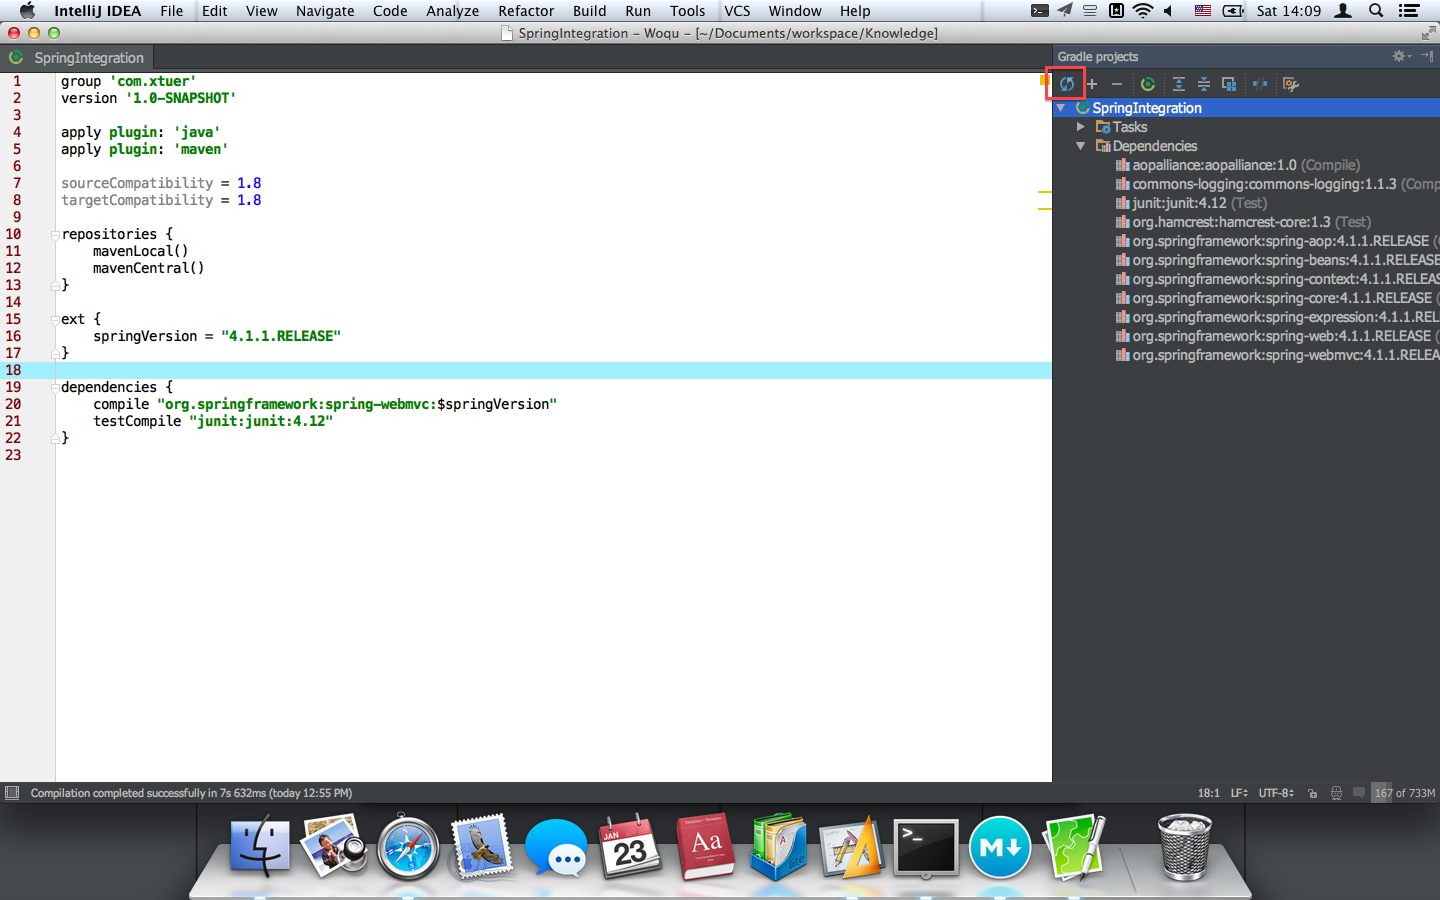 IntelliJ IDEA File Edit View Navigate Code Analyze Refactor Build Run Tools VCS Window Help Sat 14:09
SpringIntegration – Woqu – [~/Documents/workspace/Knowledge]
SpringIntegration
Gradle projects
1 group 'com.xtuer'
2 version '1.0-SNAPSHOT'
3
4 apply plugin: 'java'
5 apply plugin: 'maven'
6
7 sourceCompatibility = 1.8
8 targetCompatibility = 1.8
9
10 repositories {
11 mavenLocal()
12 mavenCentral()
13 }
14
15 ext {
16 springVersion = "4.1.1.RELEASE"
17 }
18
19 dependencies {
20 compile "org.springframework:spring-webmvc:$springVersion"
21 testCompile "junit:junit:4.12"
22 }
23
SpringIntegration
Tasks
Dependencies
aopalliance:aopalliance:1.0 (Compile)
commons-logging:commons-logging:1.1.3 (Comp
junit:junit:4.12 (Test)
org.hamcrest:hamcrest-core:1.3 (Test)
org.springframework:spring-aop:4.1.1.RELEASE (
org.springframework:spring-beans:4.1.1.RELEASE
org.springframework:spring-context:4.1.1.RELEAS
org.springframework:spring-core:4.1.1.RELEASE (
org.springframework:spring-expression:4.1.1.REL
org.springframework:spring-web:4.1.1.RELEASE (
org.springframework:spring-webmvc:4.1.1.RELEA
Compilation completed successfully in 7s 632ms (today 12:55 PM)
18:1 LF UTF-8 167 of 733M
JAN
23
Aa
lite
>_
M